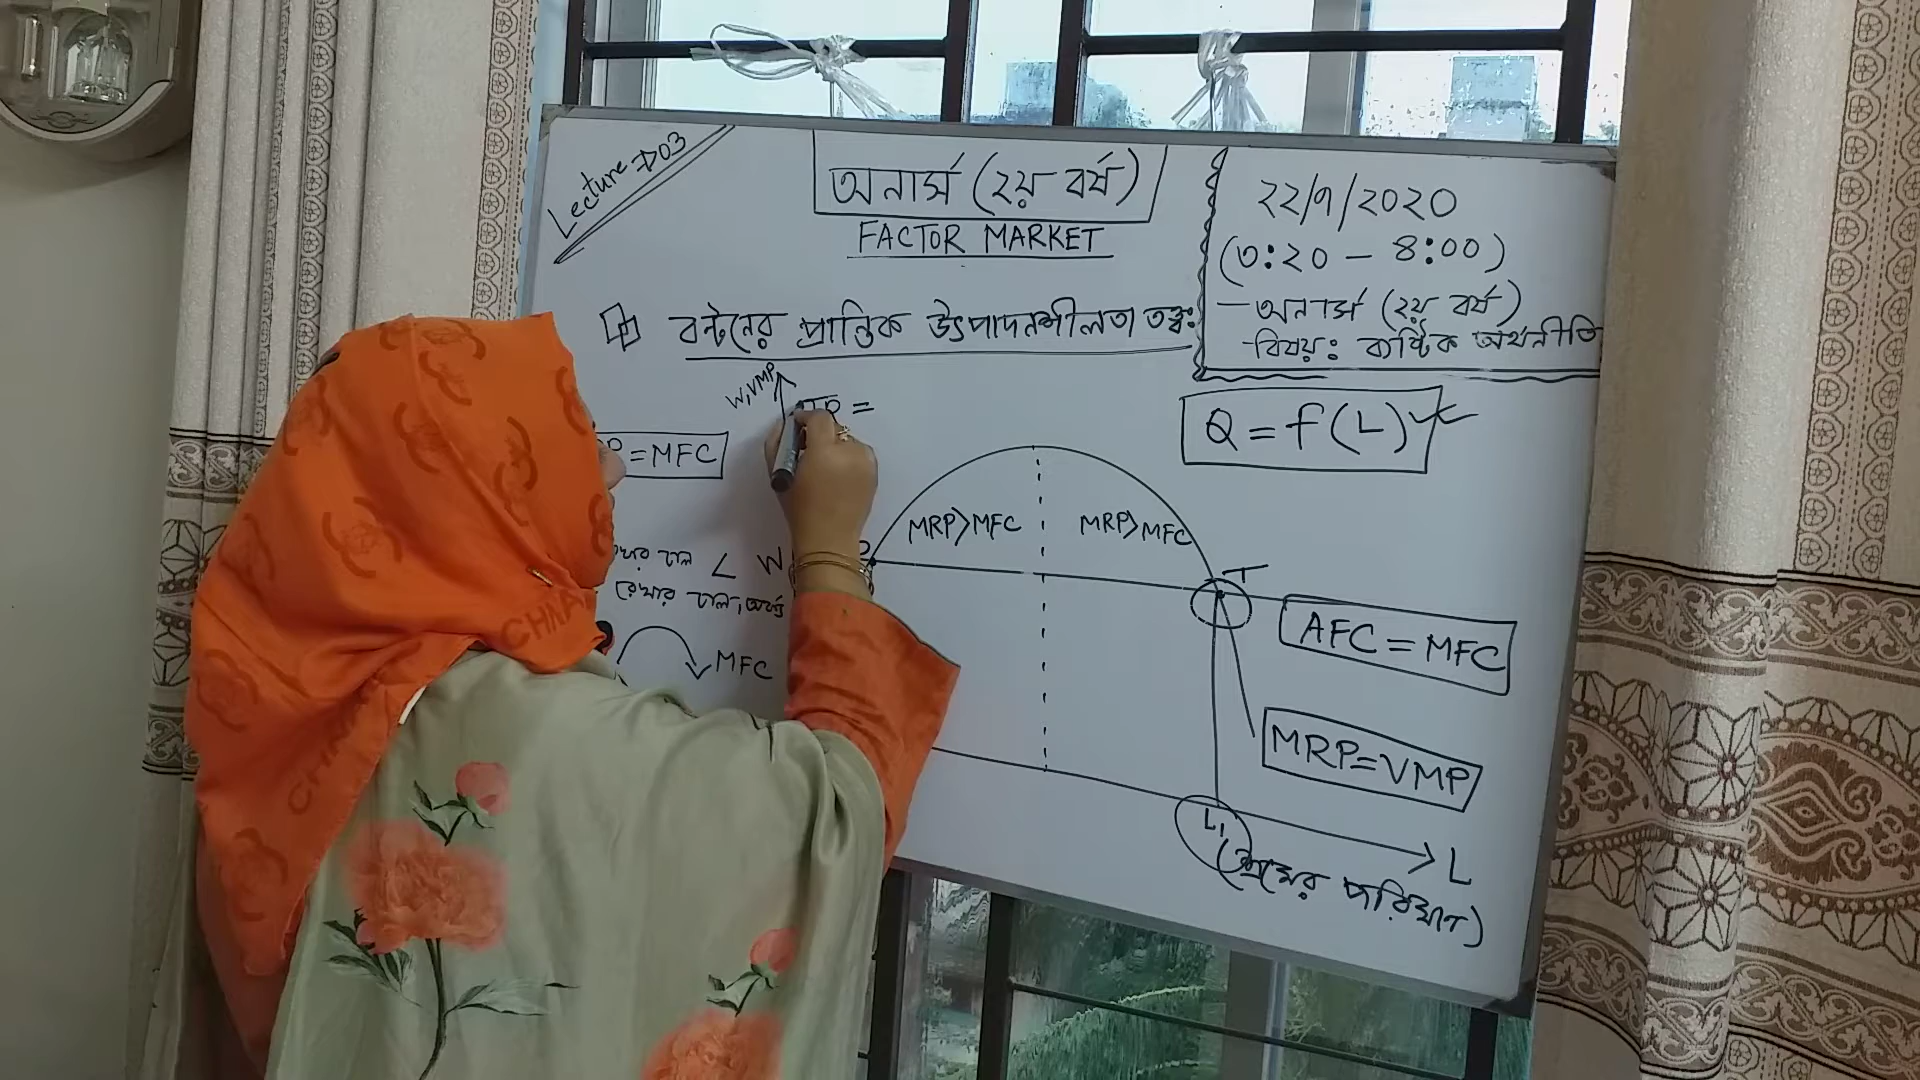 Lecture⇒03
অনার্স (২য় বর্ষ)
FACTOR MARKET
২২/৭/২০২০
(৩:২০ - ৪:০০)
- অনার্স (২য় বর্ষ)
- বিষয়ঃ ব্যষ্টিক অর্থনীতি
বন্টনের প্রান্তিক উৎপাদনশীলতা তত্ত্বঃ
W,VMP
=
Q = f(L)
= MFC
MRP>MFC
MRP>MFC
রেখার ঢাল < W
রেখার ঢাল,
MFC
T
AFC = MFC
MRP=VMP
L₁
L
(শ্রমের পরিমাণ)
CHNA